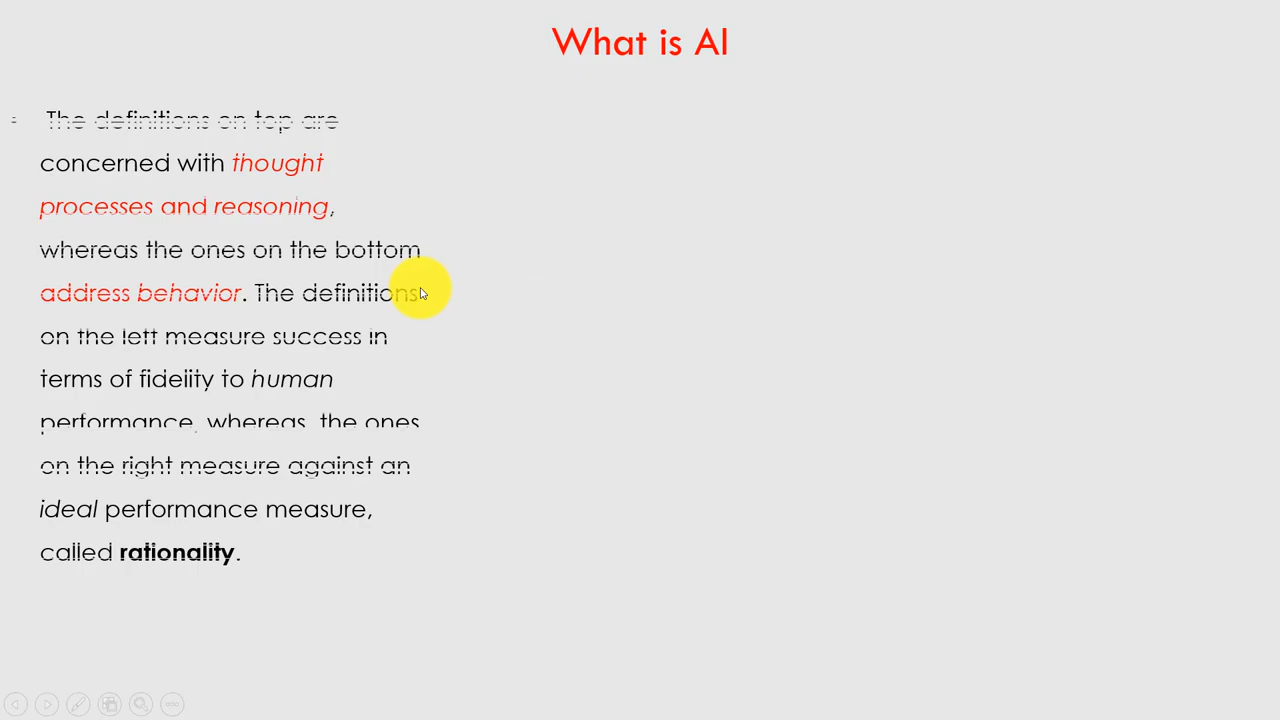 What is AI
- The definitions on top are
concerned with thought
processes and reasoning,
whereas the ones on the bottom
address behavior. The definitions
on the left measure success in
terms of fidelity to human
performance, whereas, the ones
on the right measure against an
ideal performance measure,
called rationality.